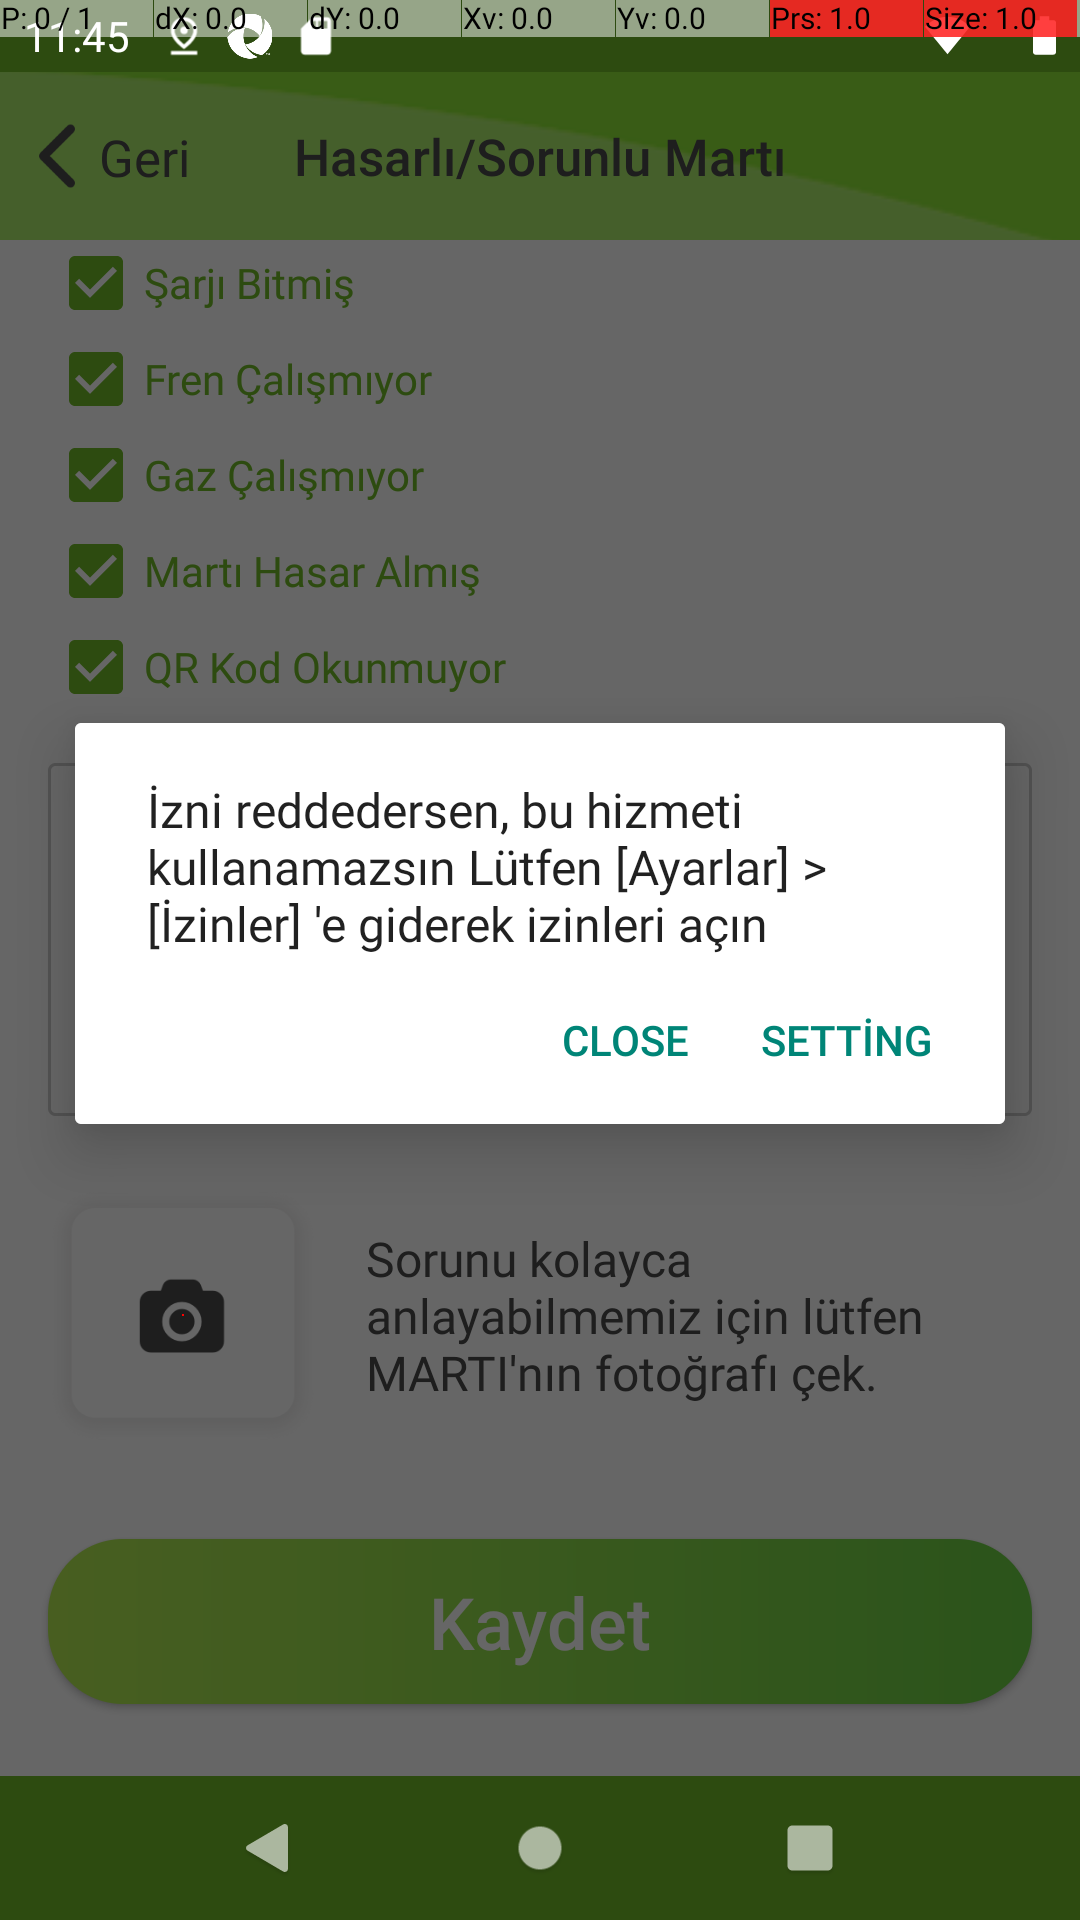 P: 0 / 1 dX: 0.0 dY: 0.0 Xv: 0.0 Yv: 0.0 Prs: 1.0 Size: 1.0
11:45
Geri Hasarlı/Sorunlu Martı
Şarjı Bitmiş
Fren Çalışmıyor
Gaz Çalışmıyor
Martı Hasar Almış
QR Kod Okunmuyor
İzni reddedersen, bu hizmeti
kullanamazsın Lütfen [Ayarlar] >
[İzinler] 'e giderek izinleri açın
CLOSE SETTİNG
Sorunu kolayca
anlayabilmemiz için lütfen
MARTI'nın fotoğrafı çek.
Kaydet